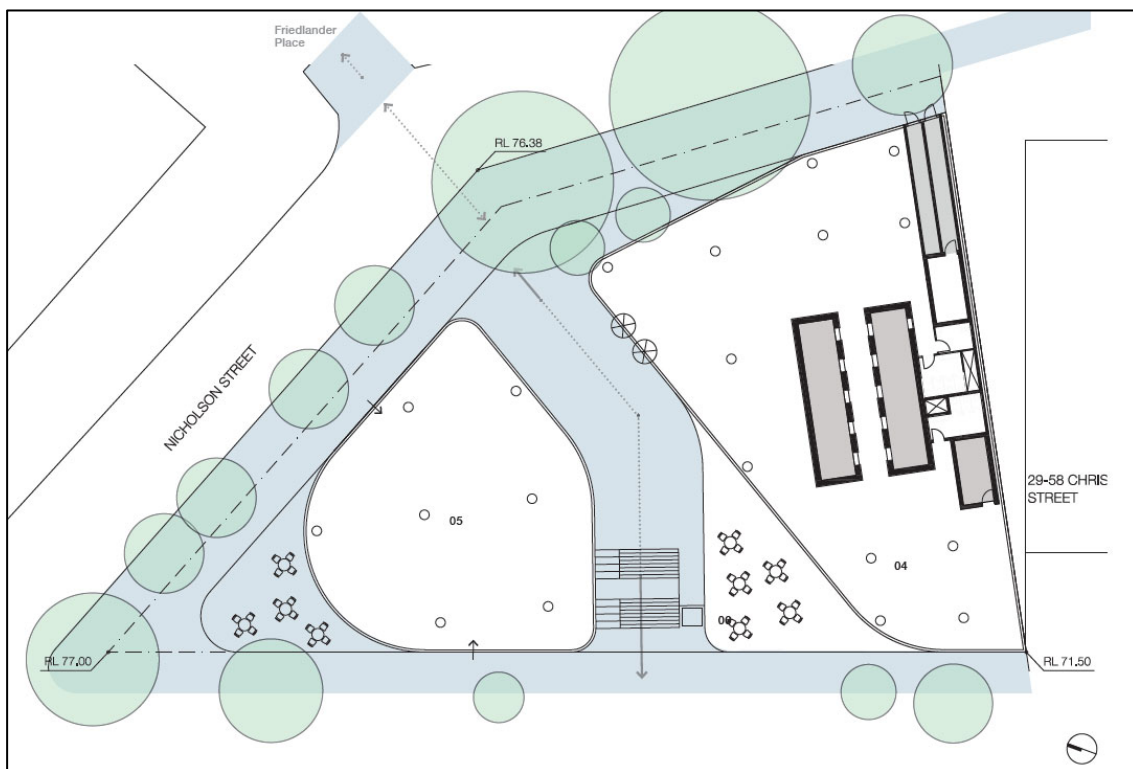 Friedlander
Place
RL 76.38
NICHOLSON STREET
29-58 CHRIS
STREET
05
04
RL 77.00
RL 71.50